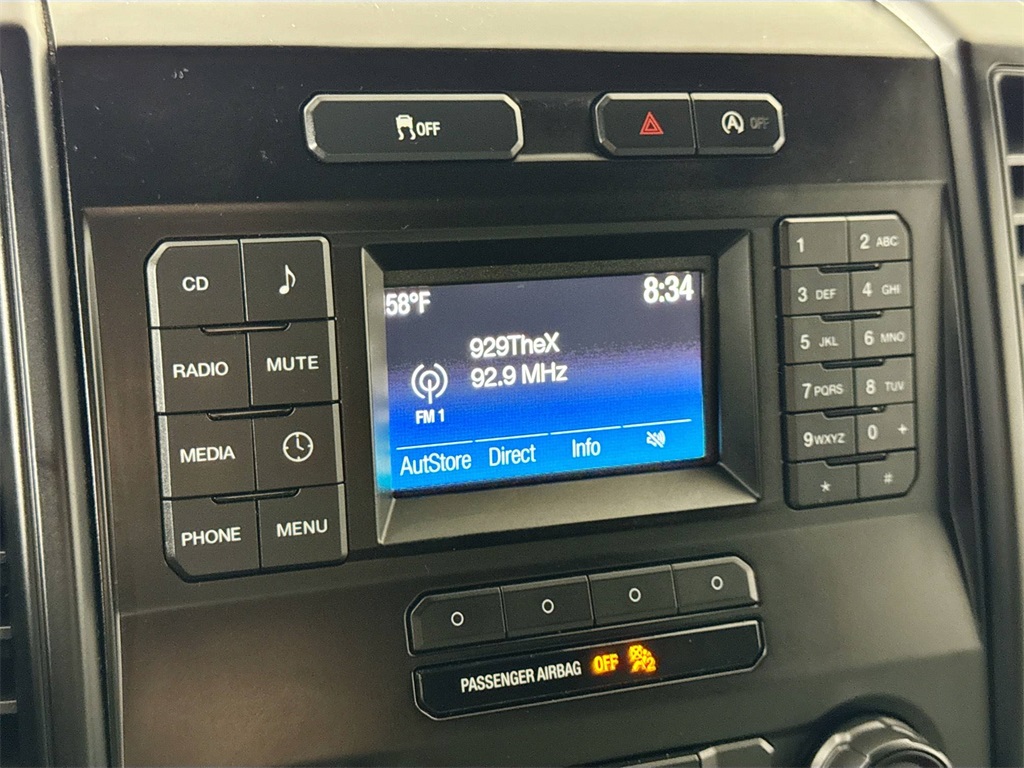 OFF
A OFF
CD
RADIO MUTE
MEDIA
PHONE MENU
58°F 8:34
929TheX
92.9 MHz
FM 1
AutStore Direct Info
1 2 ABC
3 DEF 4 GHI
5 JKL 6 MNO
7 PQRS 8 TUV
9 WXYZ 0 +
* #
PASSENGER AIRBAG OFF 2